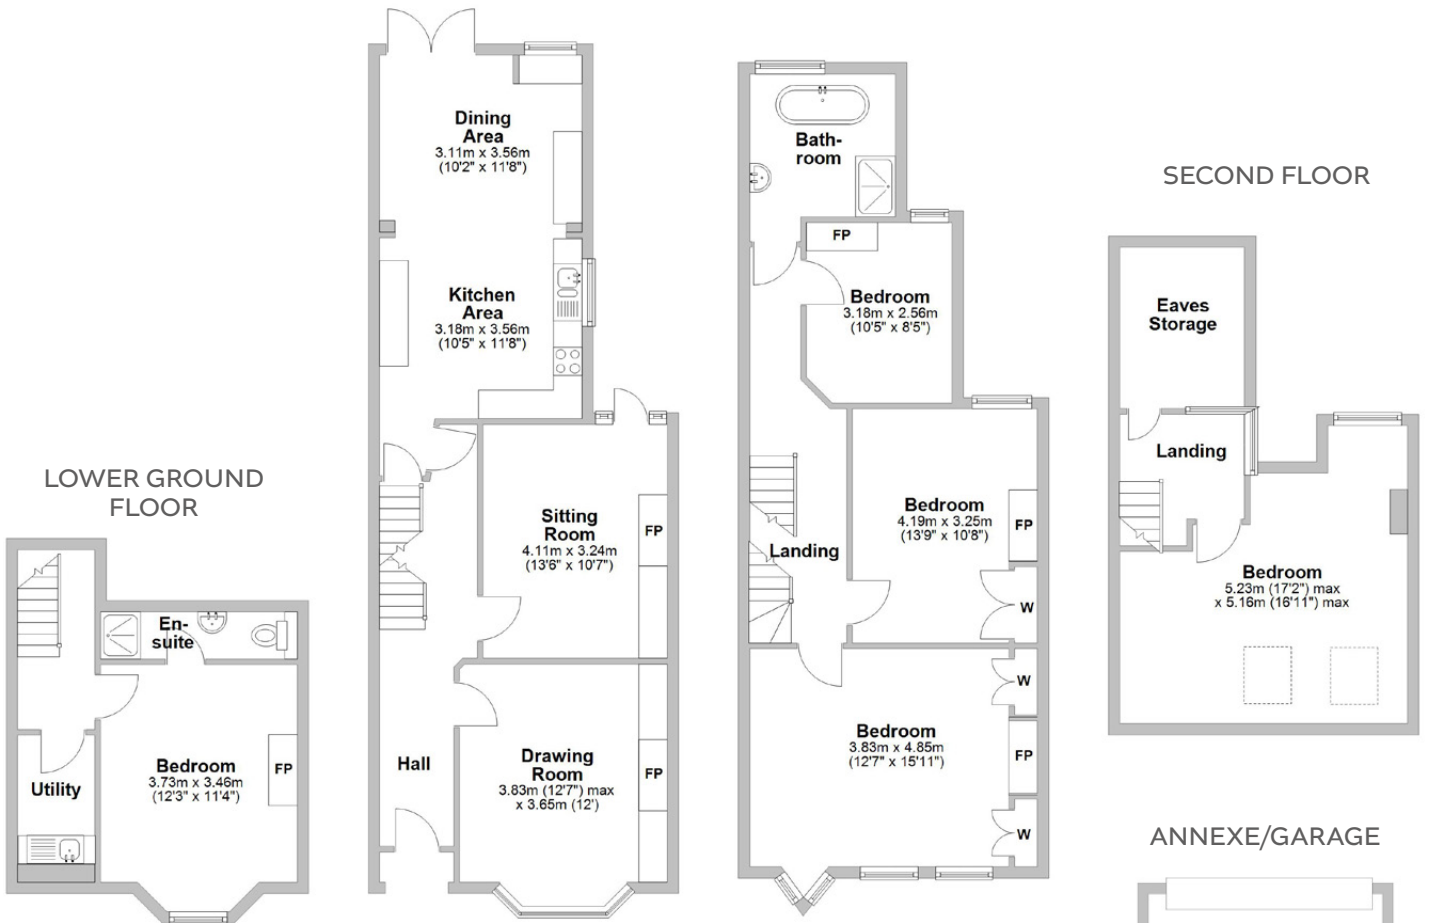 LOWER GROUND
FLOOR
En-
suite
Bedroom
3.73m x 3.46m
(12'3" x 11'4")
FP
Utility
Dining
Area
3.11m x 3.56m
(10'2" x 11'8")
Kitchen
Area
3.18m x 3.56m
(10'5" x 11'8")
Sitting
Room
4.11m x 3.24m
(13'6" x 10'7")
FP
Hall
Drawing
Room
3.83m (12'7") max
x 3.65m (12')
FP
Bath-
room
FP
Bedroom
3.18m x 2.56m
(10'5" x 8'5")
Bedroom
4.19m x 3.25m
(13'9" x 10'8")
FP
Landing
W
W
Bedroom
3.83m x 4.85m
(12'7" x 15'11")
FP
W
SECOND FLOOR
Eaves
Storage
Landing
Bedroom
5.23m (17'2") max
x 5.16m (16'11") max
ANNEXE/GARAGE